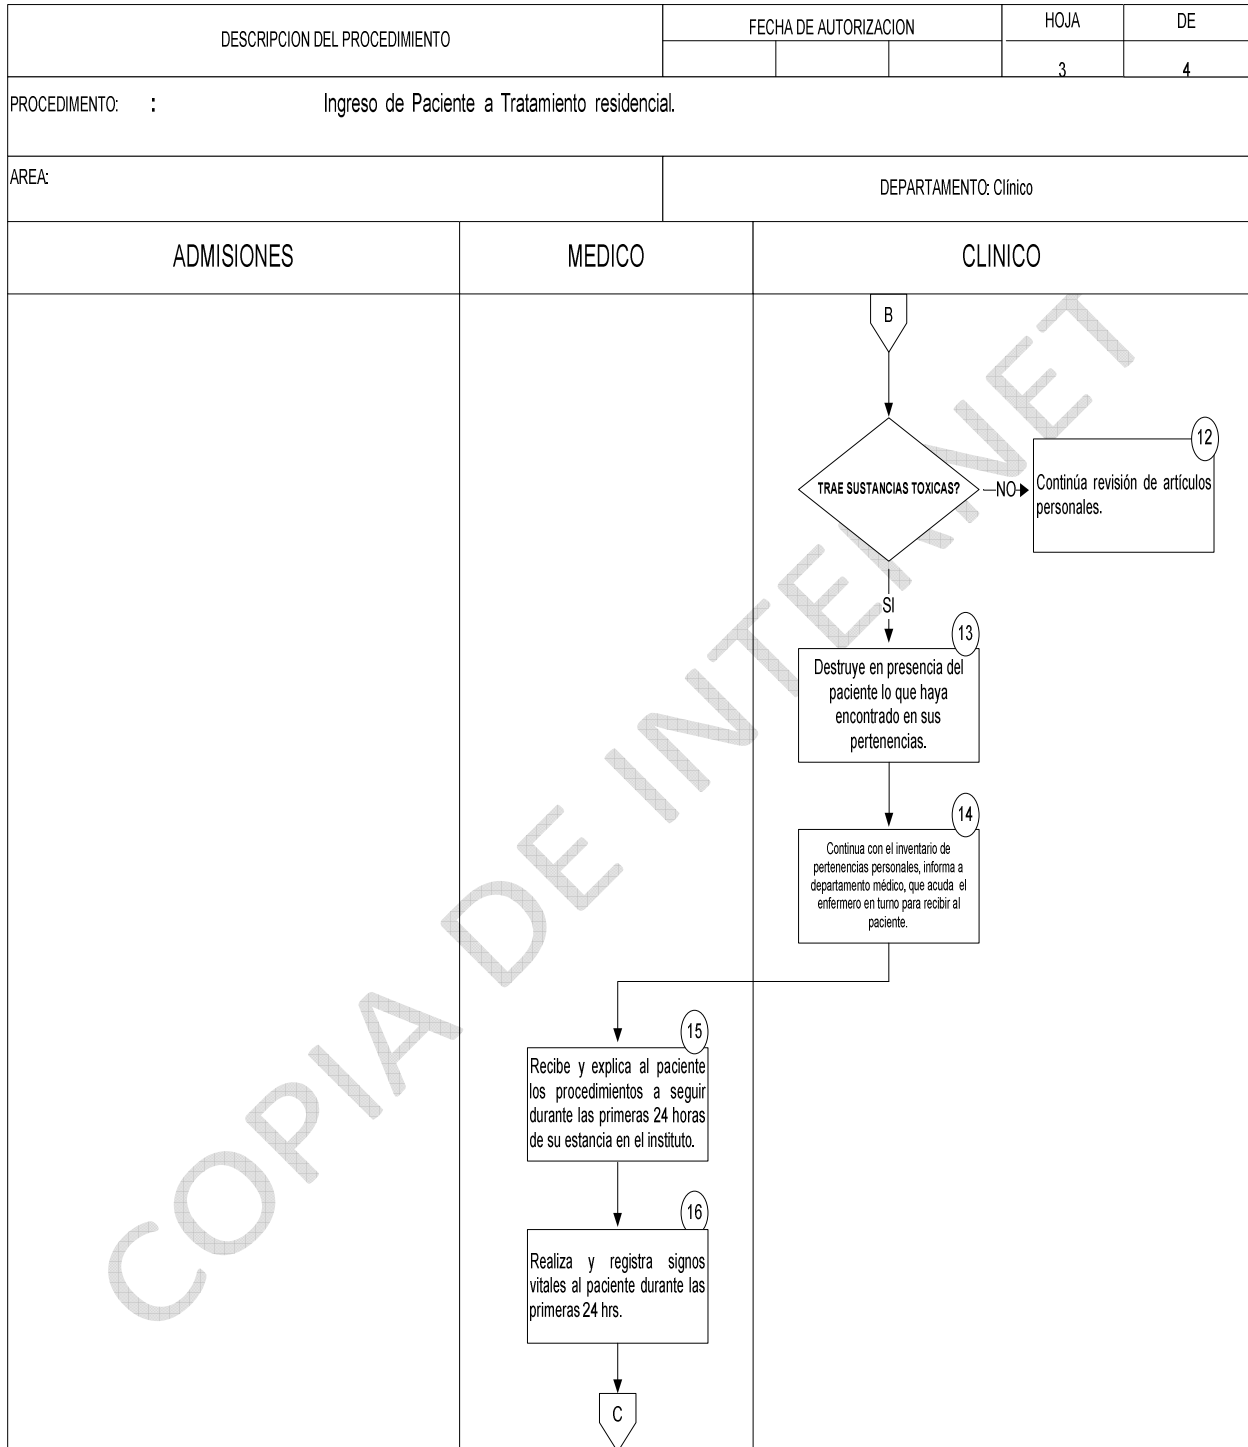 DESCRIPCION DEL PROCEDIMIENTO
FECHA DE AUTORIZACION
HOJA
DE
3
4
PROCEDIMENTO: : Ingreso de Paciente a Tratamiento residencial.
AREA:
DEPARTAMENTO: Clínico
ADMISIONES
MEDICO
CLINICO
B
TRAE SUSTANCIAS TOXICAS?
NO
12
Continúa revisión de artículos
personales.
SI
13
Destruye en presencia del
paciente lo que haya
encontrado en sus
pertenencias.
14
Continua con el inventario de
pertenencias personales, informa a
departamento médico, que acuda el
enfermero en turno para recibir al
paciente.
15
Recibe y explica al paciente
los procedimientos a seguir
durante las primeras 24 horas
de su estancia en el instituto.
16
Realiza y registra signos
vitales al paciente durante las
primeras 24 hrs.
C
COPIA DE INTERNET